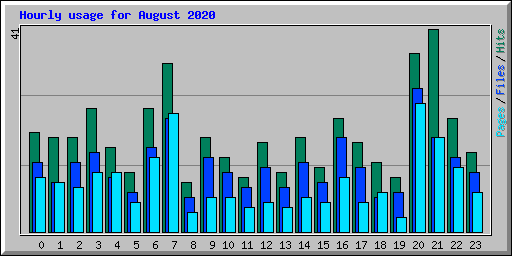 Hourly usage for August 2020
41
Pages/Files/Hits
0 1 2 3 4 5 6 7 8 9 10 11 12 13 14 15 16 17 18 19 20 21 22 23